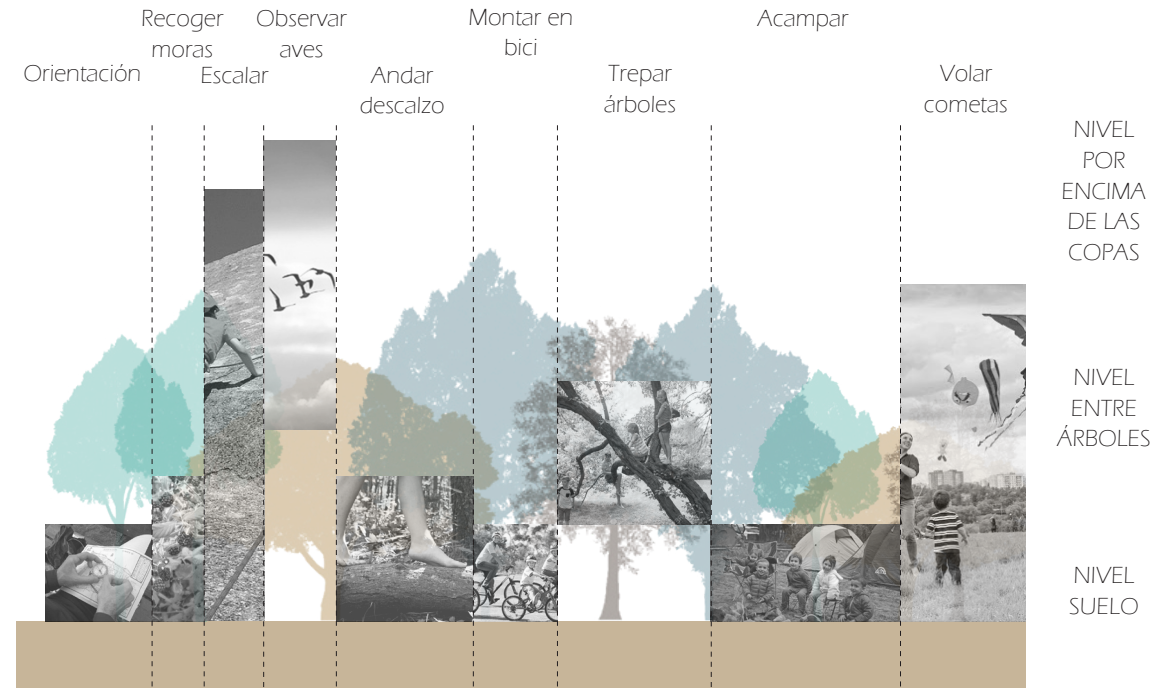 Orientación
Recoger
moras
Escalar
Observar
aves
Andar
descalzo
Montar en
bici
Trepar
árboles
Acampar
Volar
cometas
NIVEL
POR
ENCIMA
DE LAS
COPAS
NIVEL
ENTRE
ÁRBOLES
NIVEL
SUELO